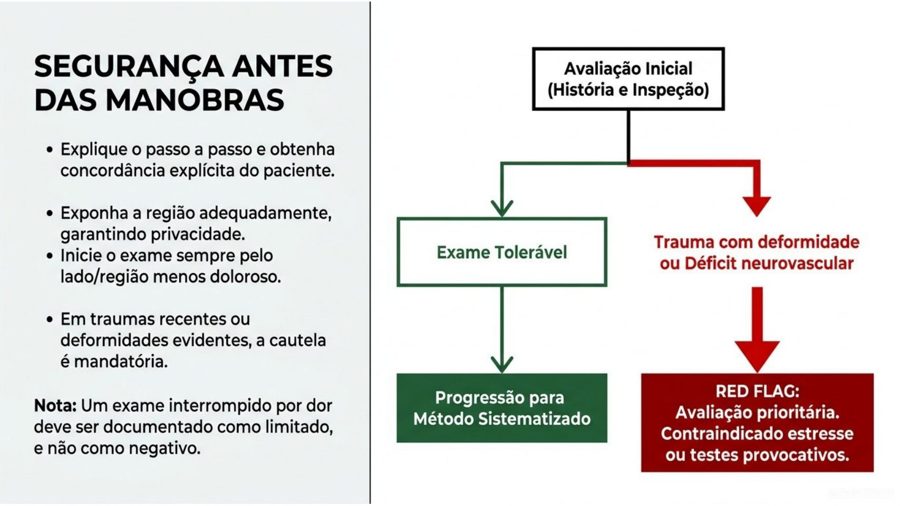 SEGURANÇA ANTES
DAS MANOBRAS
• Explique o passo a passo e obtenha
concordância explícita do paciente.
• Exponha a região adequadamente,
garantindo privacidade.
• Inicie o exame sempre pelo
lado/região menos doloroso.
• Em traumas recentes ou
deformidades evidentes, a cautela
é mandatória.
Nota: Um exame interrompido por dor
deve ser documentado como limitado,
e não como negativo.
Avaliação Inicial
(História e Inspeção)
Exame Tolerável
Trauma com deformidade
ou Déficit neurovascular
Progressão para
Método Sistematizado
RED FLAG:
Avaliação prioritária.
Contraindicado estresse
ou testes provocativos.